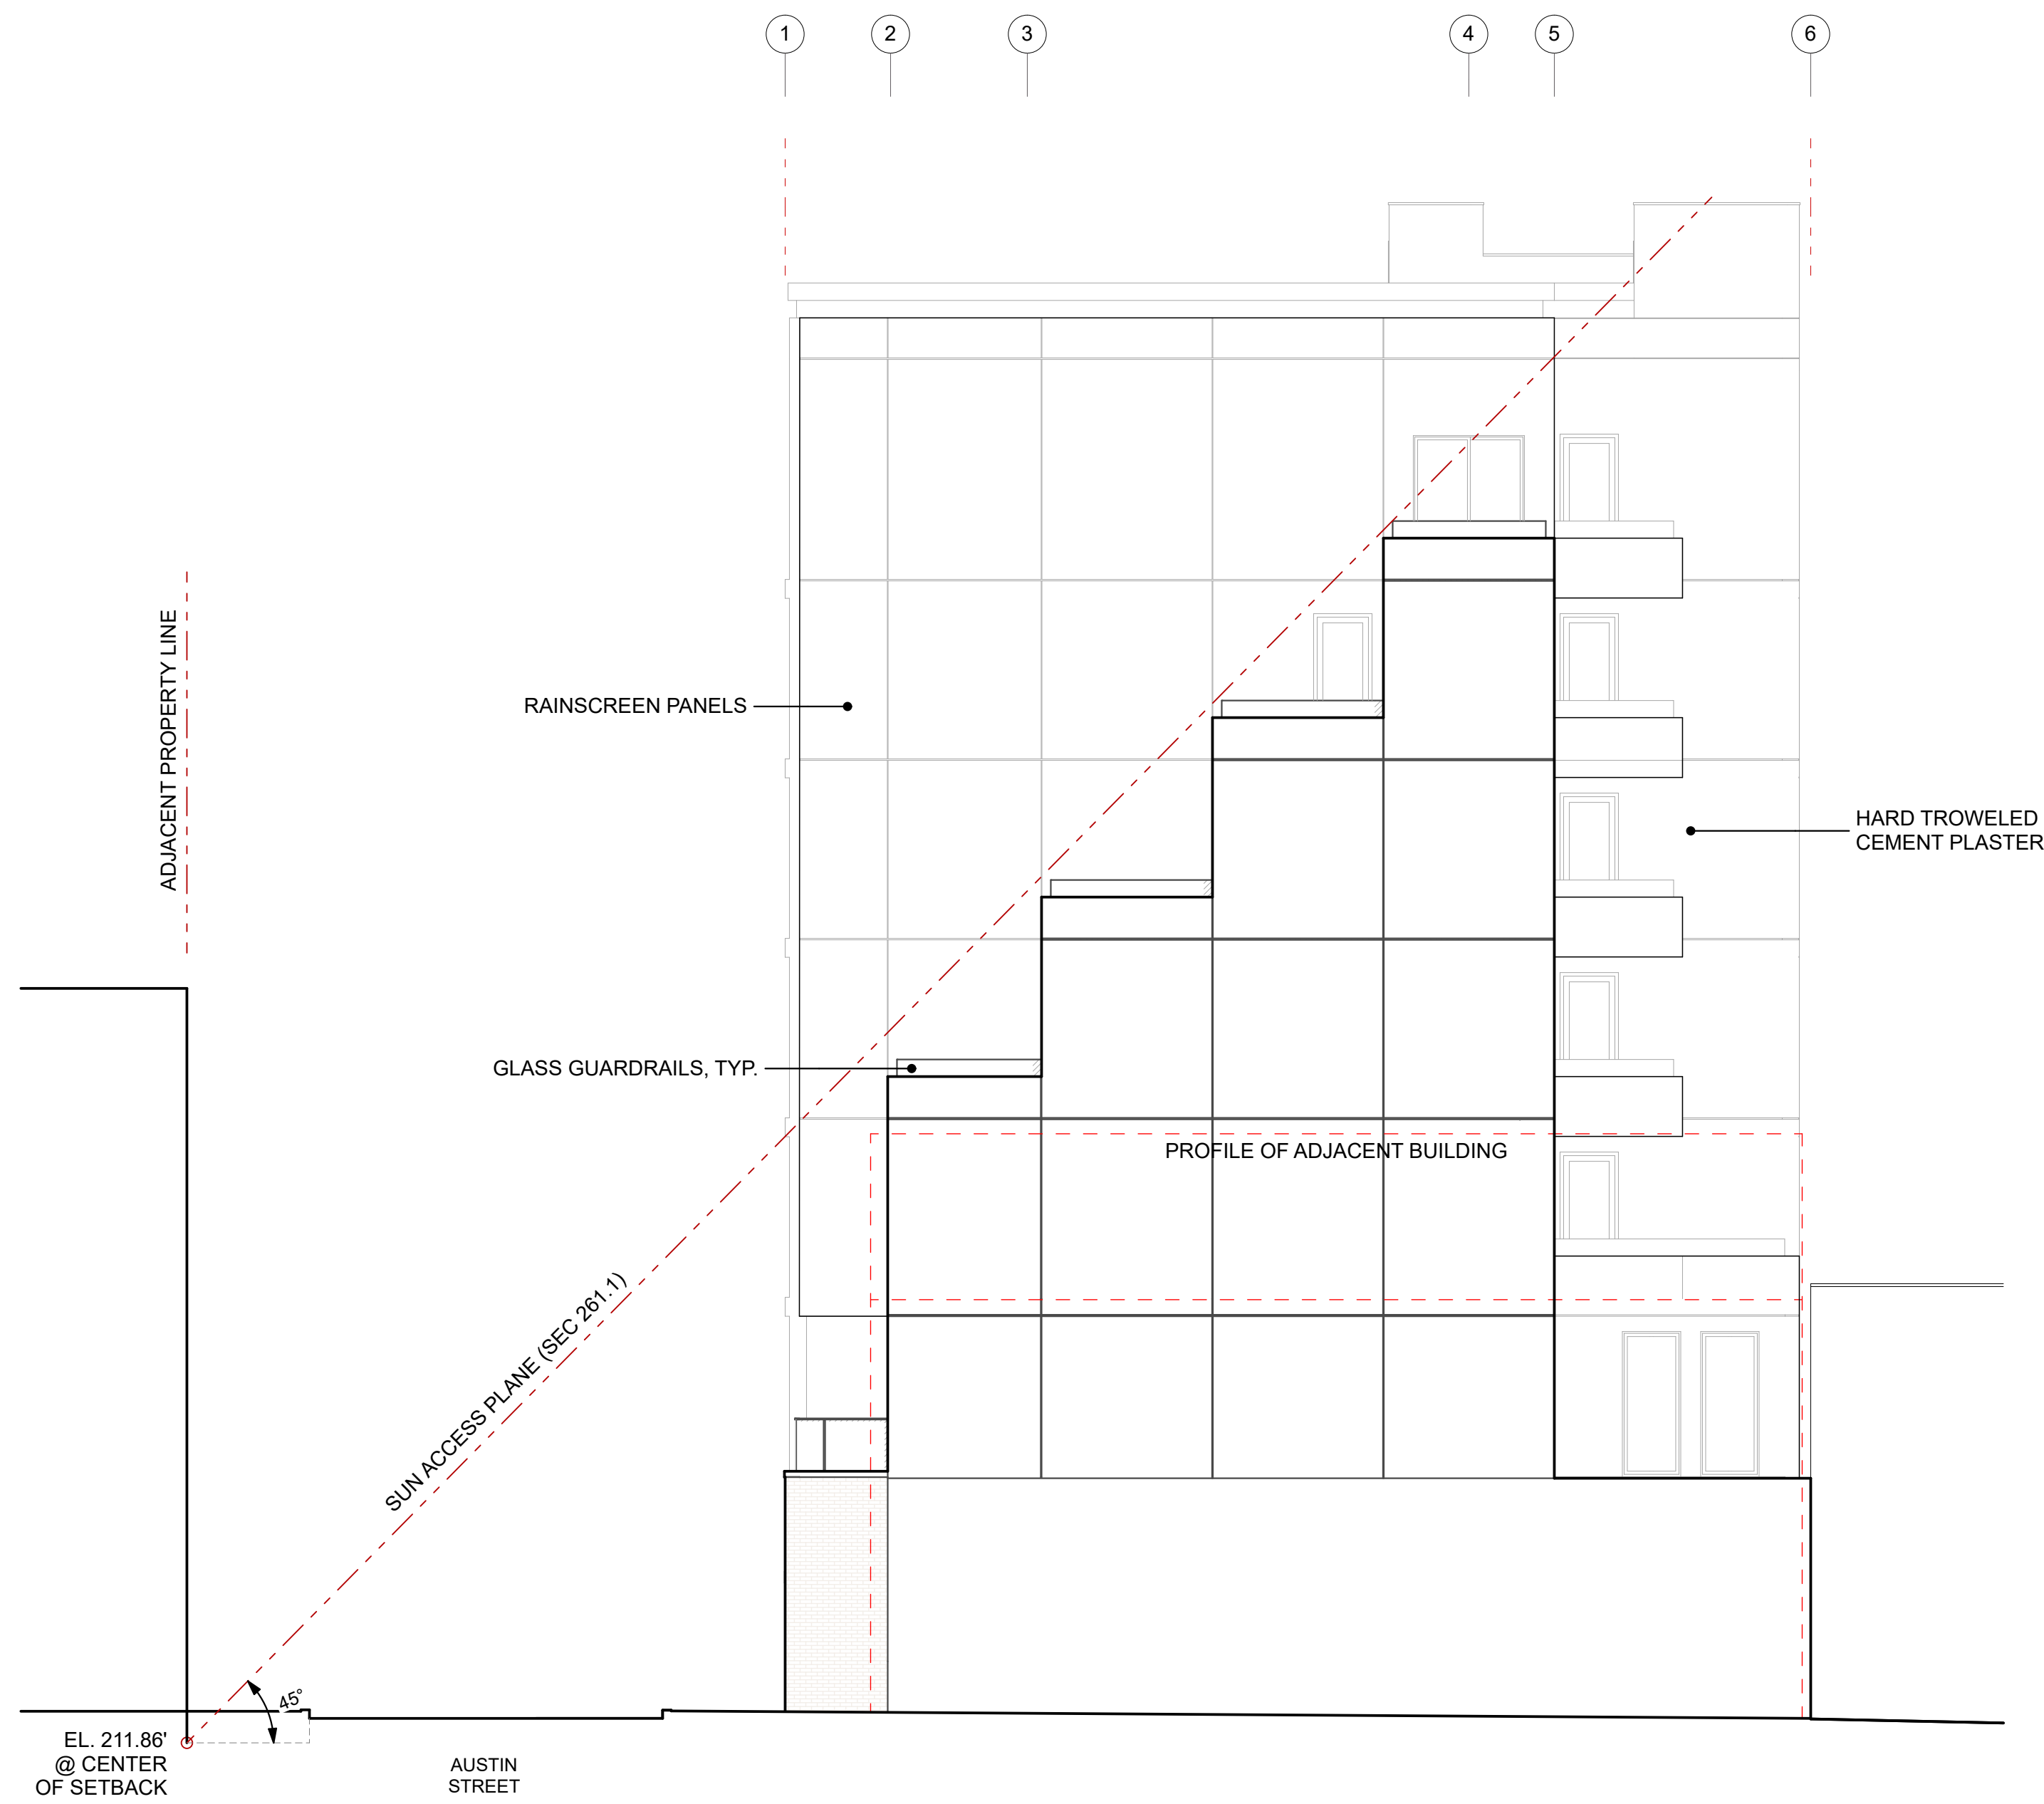 1
2
3
4
5
6
ADJACENT PROPERTY LINE
RAINSCREEN PANELS
HARD TROWELED
CEMENT PLASTER
GLASS GUARDRAILS, TYP.
PROFILE OF ADJACENT BUILDING
SUN ACCESS PLANE (SEC 261.1)
45°
EL. 211.86'
@ CENTER
OF SETBACK
AUSTIN
STREET